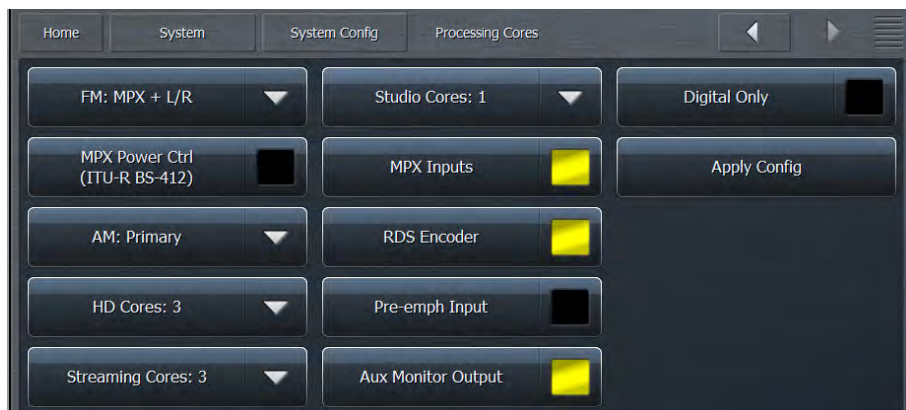 Home
System
System Config
Processing Cores
FM: MPX + L/R
Studio Cores: 1
Digital Only
MPX Power Ctrl
(ITU-R BS-412)
MPX Inputs
Apply Config
AM: Primary
RDS Encoder
HD Cores: 3
Pre-emph Input
Streaming Cores: 3
Aux Monitor Output